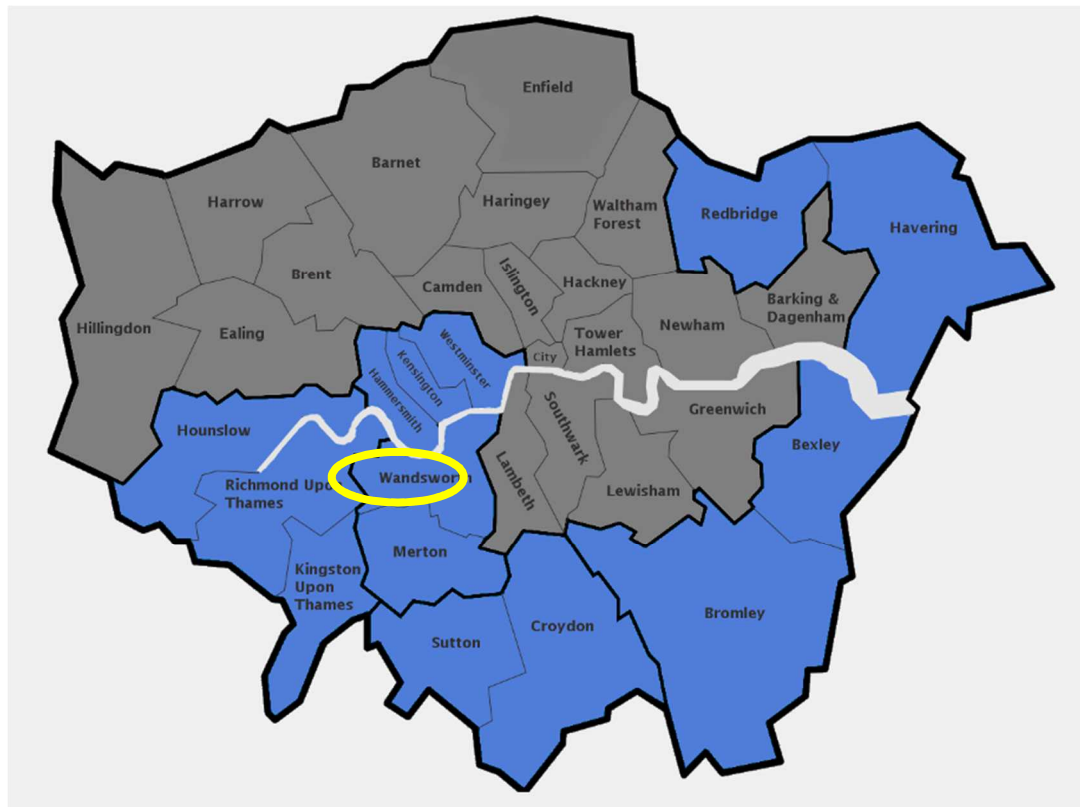 Enfield
Barnet
Harrow
Haringey
Waltham
Forest
Redbridge
Havering
Brent
Camden
Islington
Hackney
Barking &
Dagenham
Hillingdon
Ealing
Newham
Tower
Hamlets
City
Westminster
Kensington
Hammersmith
Southwark
Greenwich
Hounslow
Bexley
Wandsworth
Richmond Upon
Thames
Lambeth
Lewisham
Merton
Kingston
Upon
Thames
Bromley
Croydon
Sutton